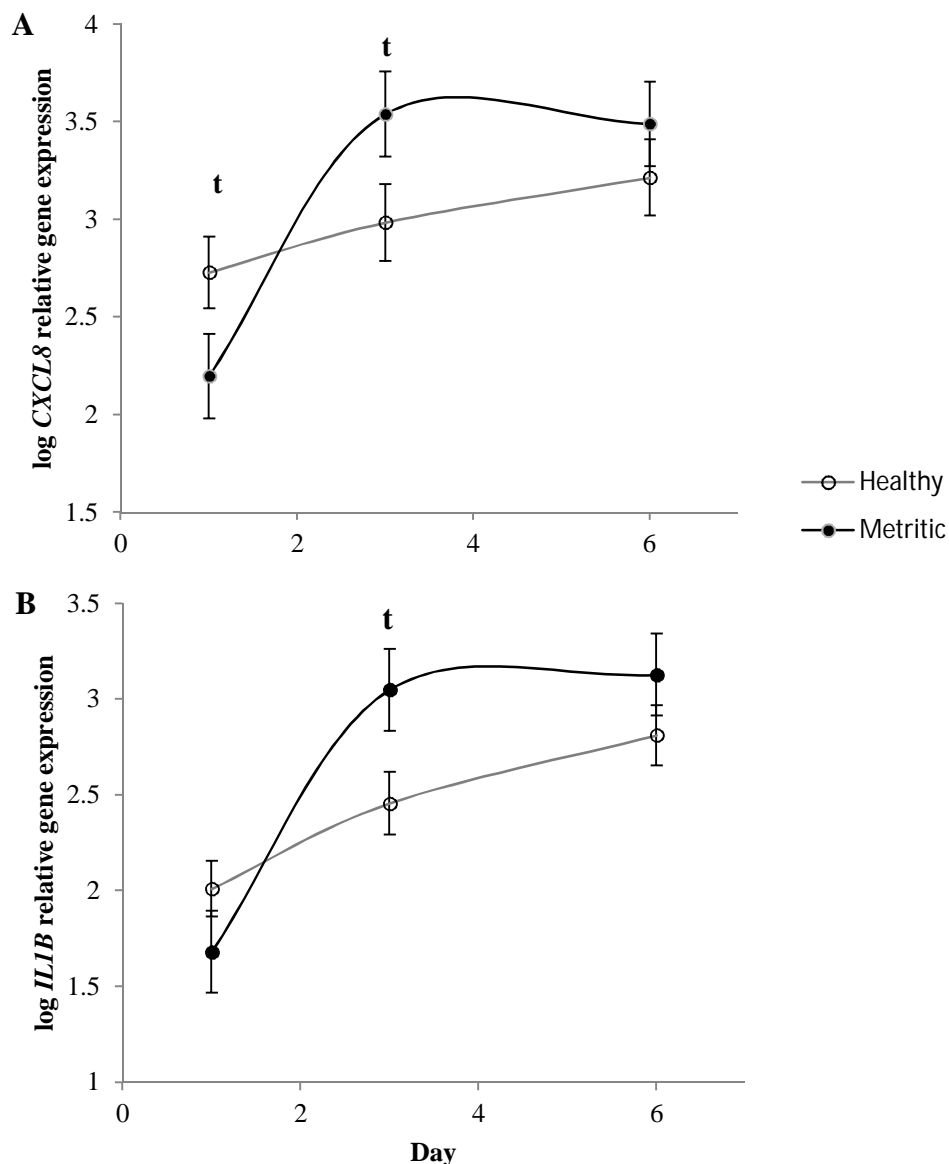 A
log CXCL8 relative gene expression
4
3.5
3
2.5
2
1.5
t
t
0 2 4 6
Healthy
Metritic
B
log IL1B relative gene expression
3.5
3
2.5
2
1.5
1
t
0 2 4 6
Day